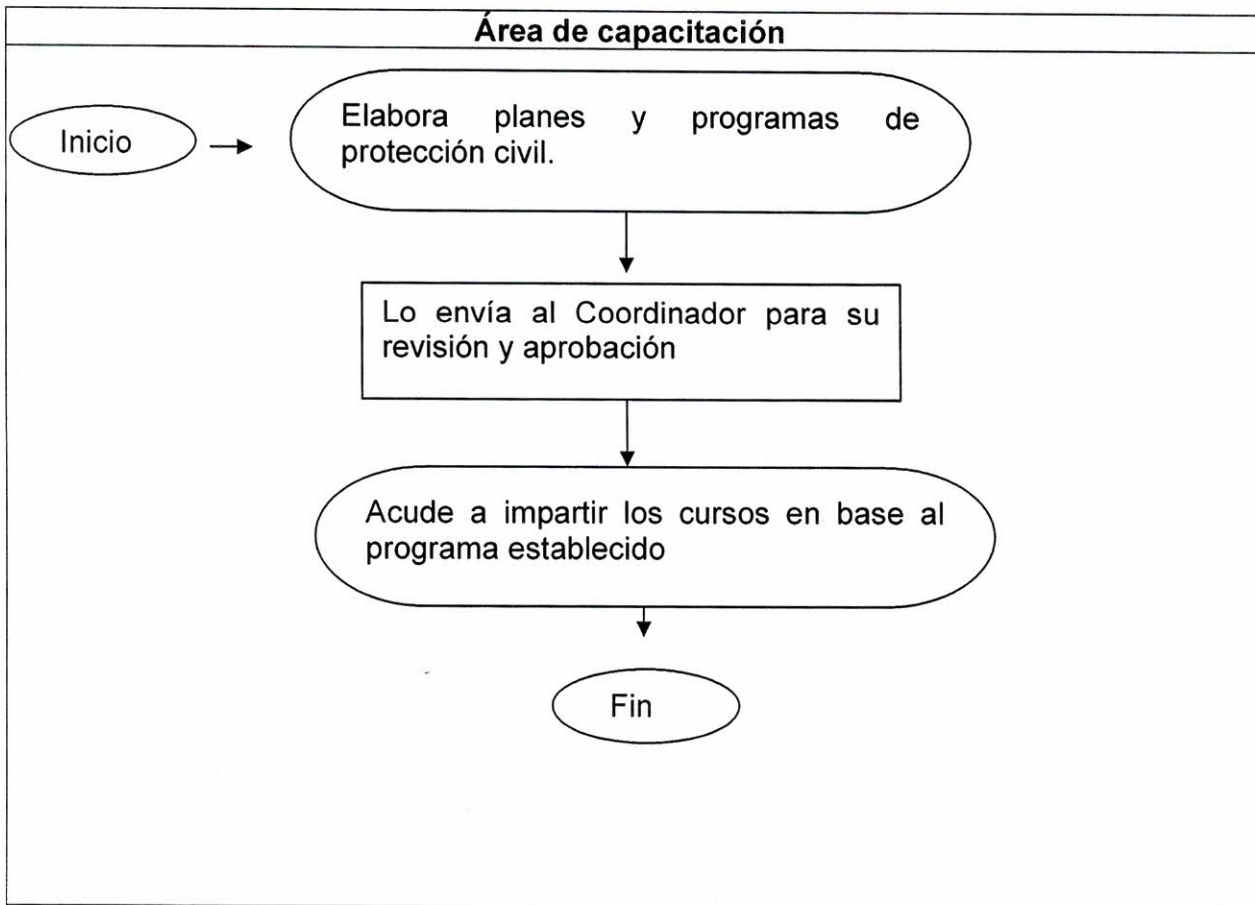 Área de capacitación
Inicio
Elabora planes y programas de
protección civil.
Lo envía al Coordinador para su
revisión y aprobación
Acude a impartir los cursos en base al
programa establecido
Fin